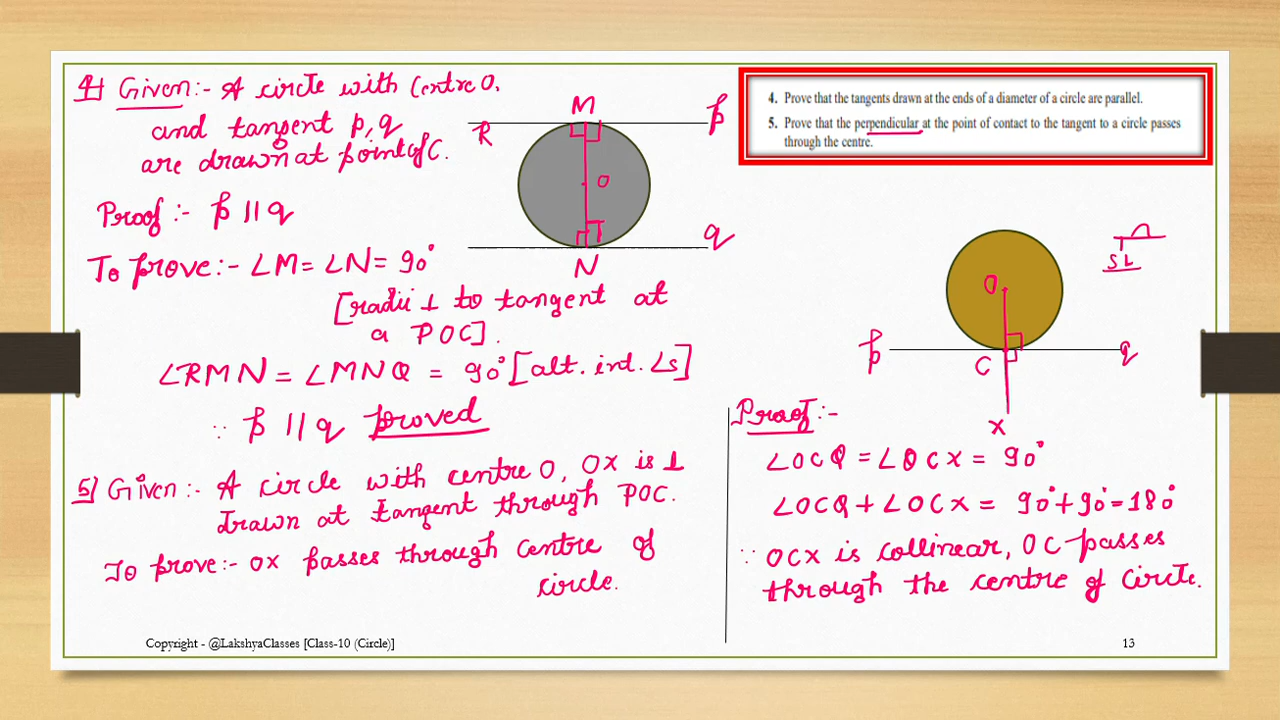 4) Given:- A circle with Centre O,
and tangent p, q
are drawn at point of C.
Proof:- p || q
To prove:- ∠M = ∠N = 90°
[radii ⊥ to tangent at
a POC].
∠RMN = ∠MNQ = 90° [alt. int. ∠s]
∵ p || q proved
5) Given:- A circle with centre O, OX is ⊥
drawn at tangent through POC.
To prove:- OX passes through centre of
circle.
M
R
p
O
N
q
4. Prove that the tangents drawn at the ends of a diameter of a circle are parallel.
5. Prove that the perpendicular at the point of contact to the tangent to a circle passes
through the centre.
O
p
C
q
X
Proof:-
∠OCQ = ∠OCX = 90°
∠OCQ + ∠OCX = 90° + 90° = 180°
∵ OCX is collinear, OC passes
through the centre of circle.
Copyright - @LakshyaClasses [Class-10 (Circle)]
13